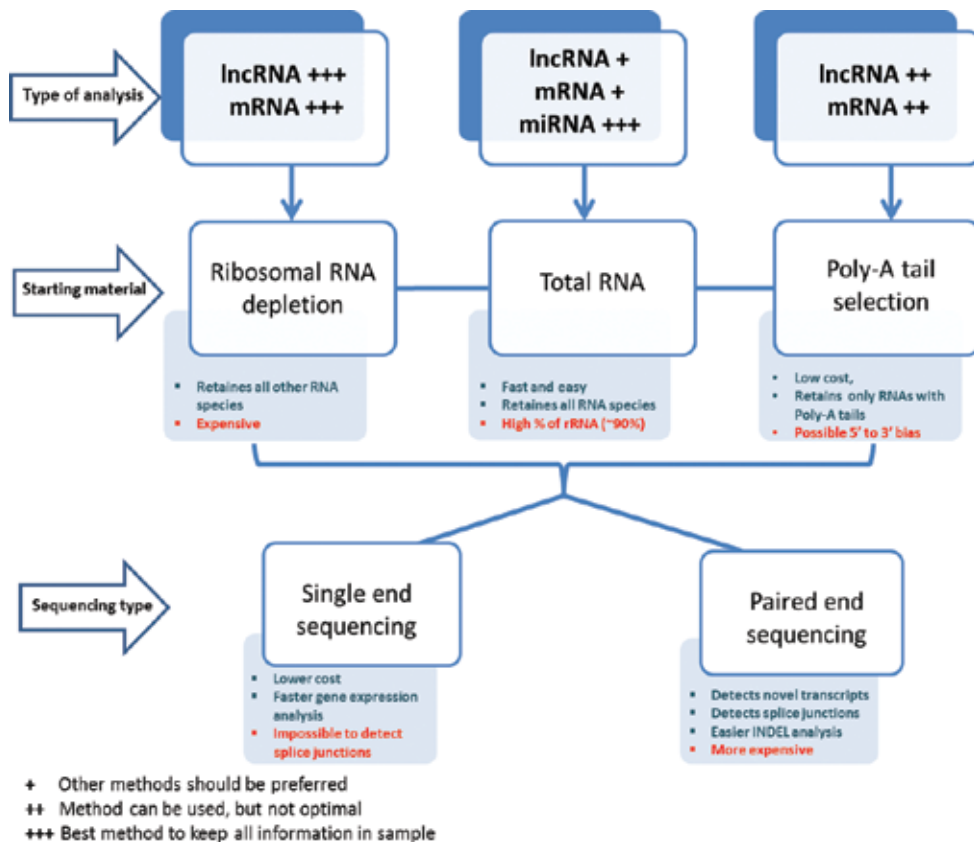 Type of analysis
lncRNA +++
mRNA +++
lncRNA +
mRNA +
miRNA +++
lncRNA ++
mRNA ++
Starting material
Ribosomal RNA
depletion
Total RNA
Poly-A tail
selection
▪ Retaines all other RNA
species
▪ Expensive
▪ Fast and easy
▪ Retaines all RNA species
▪ High % of rRNA (~90%)
▪ Low cost,
▪ Retains only RNAs with
Poly-A tails
▪ Possible 5' to 3' bias
Sequencing type
Single end
sequencing
Paired end
sequencing
▪ Lower cost
▪ Faster gene expression
analysis
▪ Impossible to detect
splice junctions
▪ Detects novel transcripts
▪ Detects splice junctions
▪ Easier INDEL analysis
▪ More expensive
+ Other methods should be preferred
++ Method can be used, but not optimal
+++ Best method to keep all information in sample